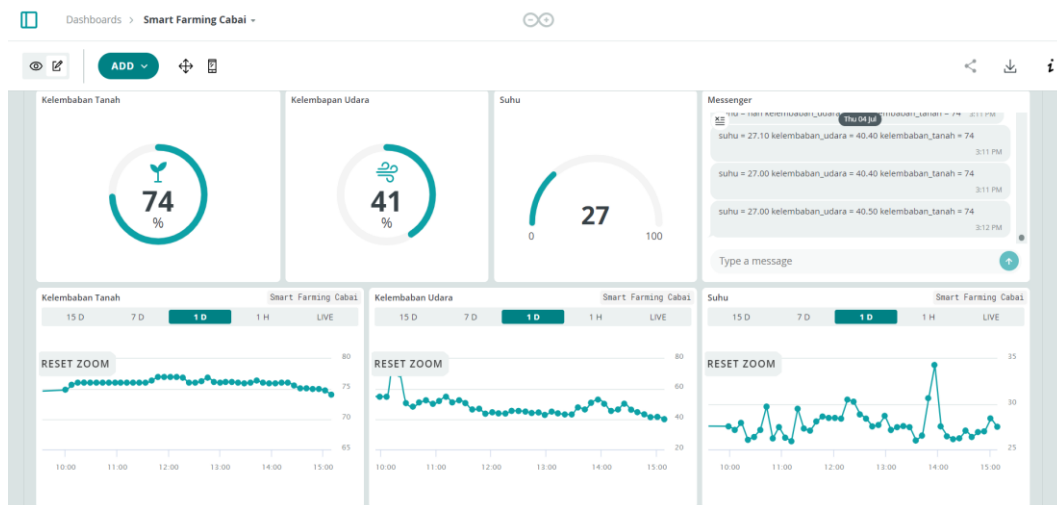 Dashboards > Smart Farming Cabai
ADD
Kelembaban Tanah
74
%
Kelembapan Udara
41
%
Suhu
27
0
100
Messenger
kelembaban_tanah = 74 3:11 PM
Thu 04 Jul
suhu = 27.10 kelembaban_udara = 40.40 kelembaban_tanah = 74
3:11 PM
suhu = 27.00 kelembaban_udara = 40.40 kelembaban_tanah = 74
3:11 PM
suhu = 27.00 kelembaban_udara = 40.50 kelembaban_tanah = 74
3:12 PM
Type a message
Kelembaban Tanah Smart Farming Cabai
15 D 7 D 1 D 1 H LIVE
RESET ZOOM
80
75
70
65
10:00 11:00 12:00 13:00 14:00 15:00
Kelembaban Udara Smart Farming Cabai
15 D 7 D 1 D 1 H LIVE
RESET ZOOM
80
60
40
20
10:00 11:00 12:00 13:00 14:00 15:00
Suhu Smart Farming Cabai
15 D 7 D 1 D 1 H LIVE
RESET ZOOM
35
30
25
10:00 11:00 12:00 13:00 14:00 15:00